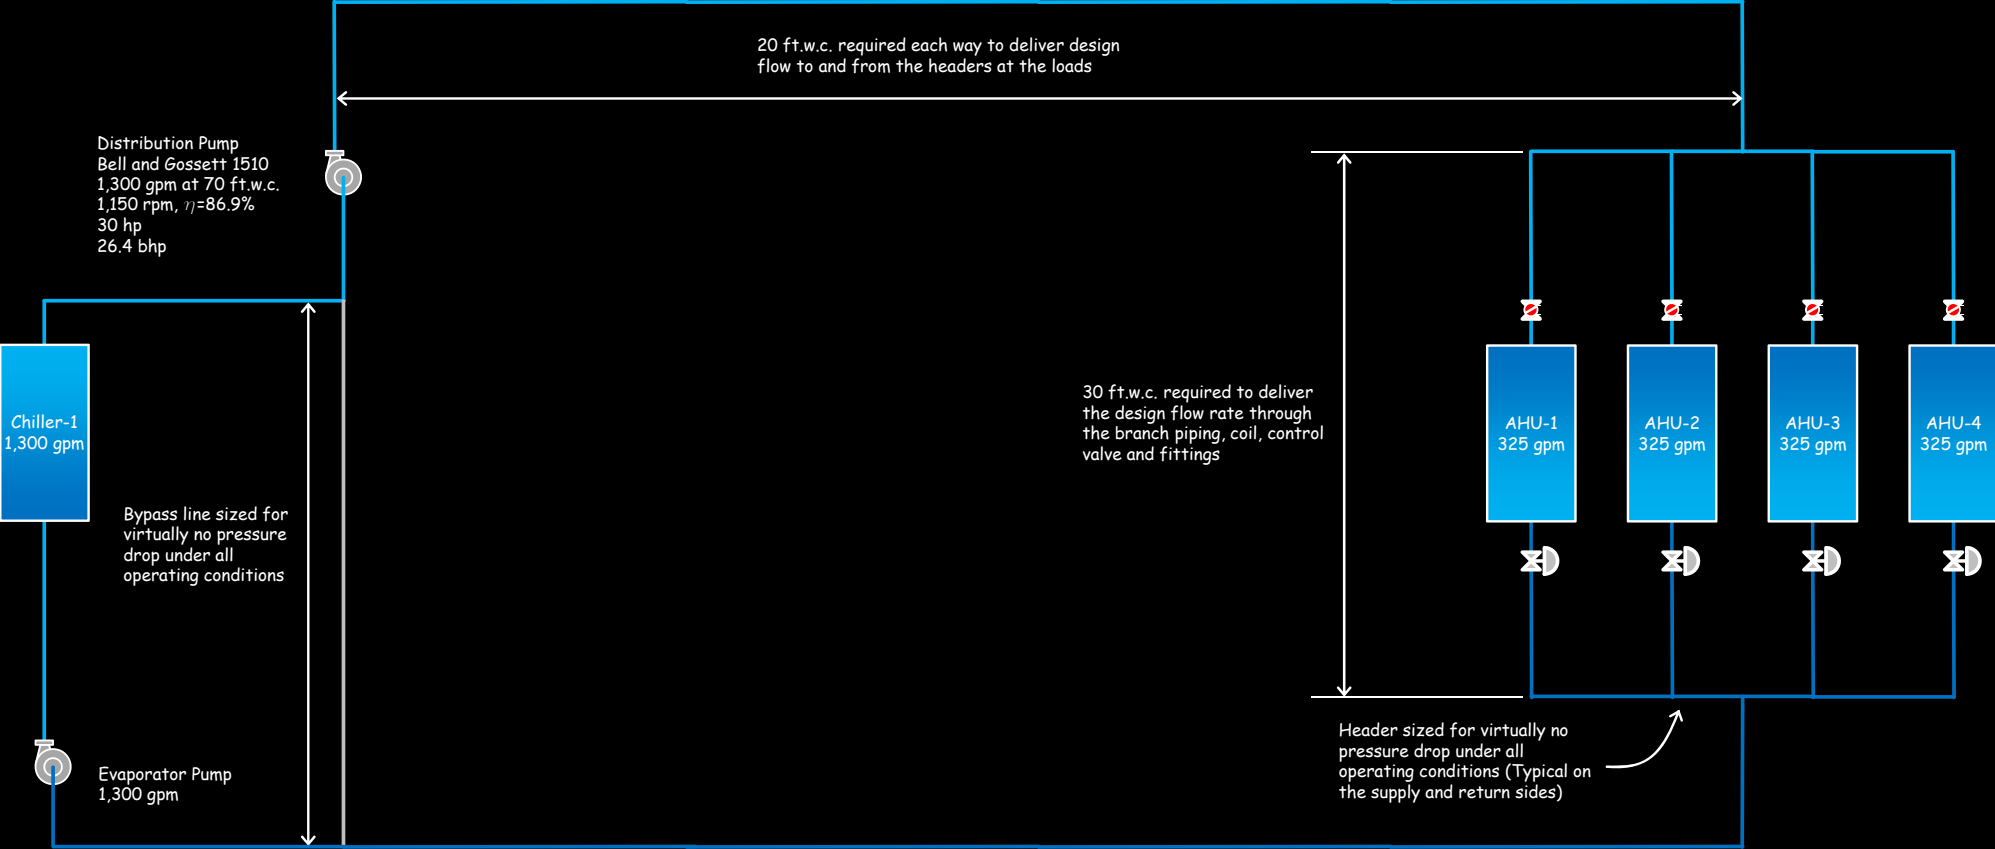 20 ft.w.c. required each way to deliver design
flow to and from the headers at the loads
Distribution Pump
Bell and Gossett 1510
1,300 gpm at 70 ft.w.c.
1,150 rpm, η=86.9%
30 hp
26.4 bhp
30 ft.w.c. required to deliver
the design flow rate through
the branch piping, coil, control
valve and fittings
Chiller-1
1,300 gpm
AHU-1
325 gpm
AHU-2
325 gpm
AHU-3
325 gpm
AHU-4
325 gpm
Bypass line sized for
virtually no pressure
drop under all
operating conditions
Evaporator Pump
1,300 gpm
Header sized for virtually no
pressure drop under all
operating conditions (Typical on
the supply and return sides)